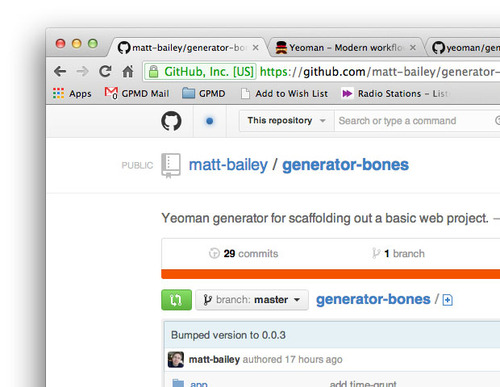 matt-bailey/generator-bo
Yeoman - Modern workflo
yeoman/gen
GitHub, Inc. [US] https://github.com/matt-bailey/generator-
Apps GPMD Mail GPMD Add to Wish List Radio Stations – List
This repository Search or type a command
PUBLIC matt-bailey / generator-bones
Yeoman generator for scaffolding out a basic web project. —
29 commits 1 branch
branch: master generator-bones /
Bumped version to 0.0.3
matt-bailey authored 17 hours ago
app add time-grunt